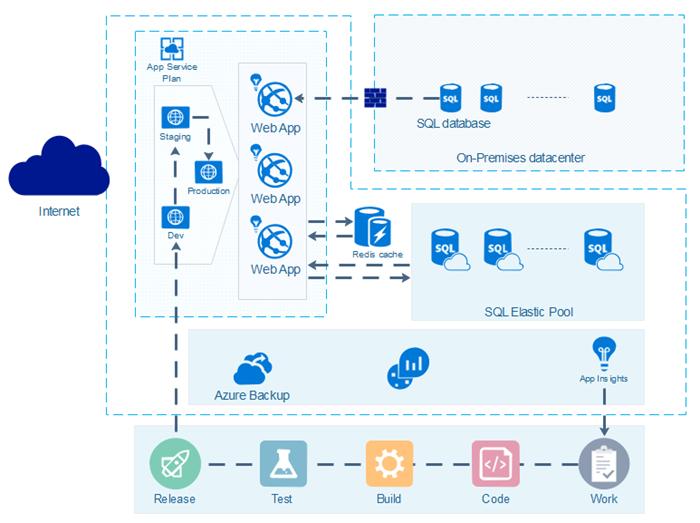 App Service
Plan
Staging
Production
Dev
Web App
Web App
Web App
SQL
SQL
SQL
SQL database
On-Premises datacenter
Internet
Redis cache
SQL
SQL
SQL
SQL Elastic Pool
Azure Backup
App Insights
Release
Test
Build
Code
Work